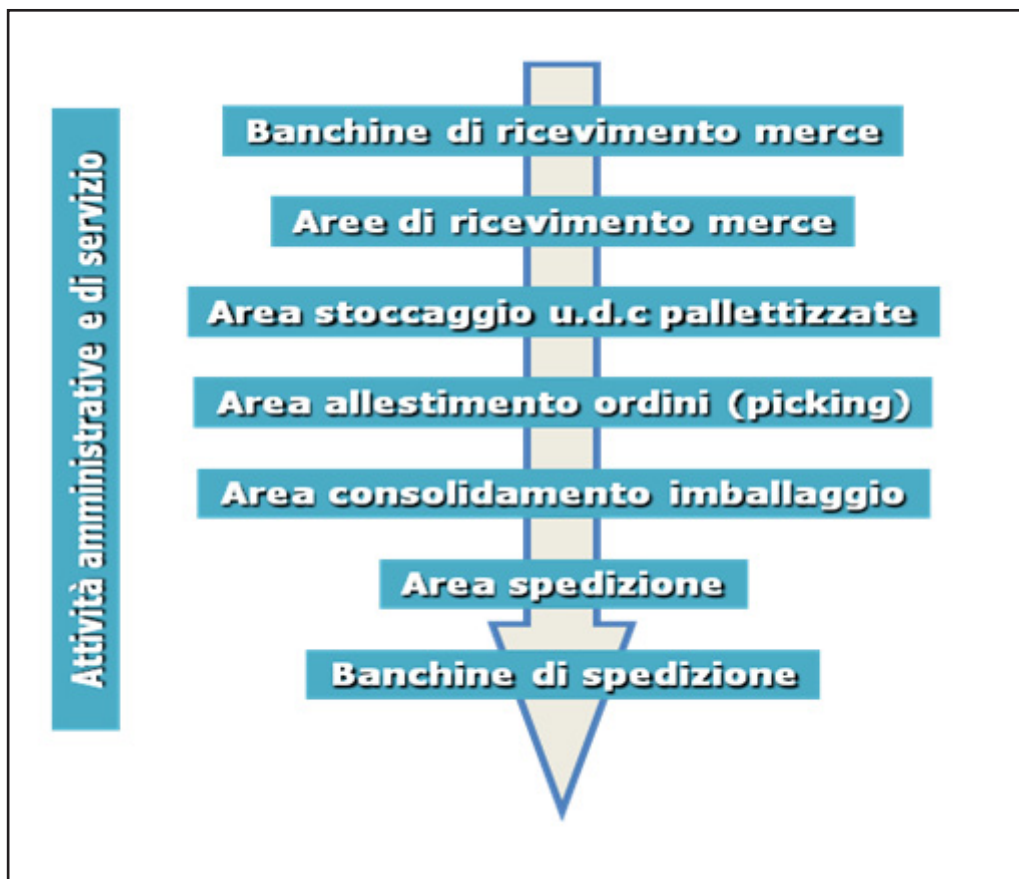 Attività amministrative e di servizio
Banchine di ricevimento merce
Aree di ricevimento merce
Area stoccaggio u.d.c pallettizzate
Area allestimento ordini (picking)
Area consolidamento imballaggio
Area spedizione
Banchine di spedizione